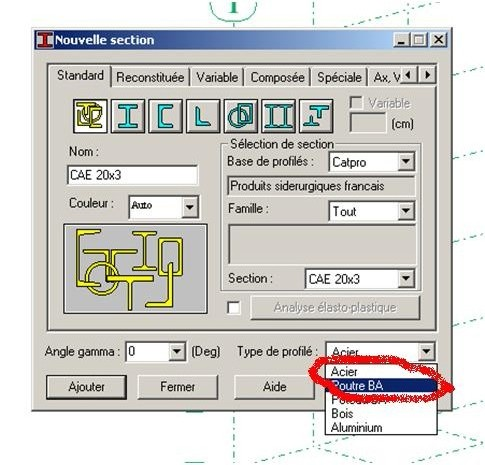 1
Nouvelle section
Standard Reconstituée Variable Composée Spéciale Ax, V
Variable
(cm)
Nom :
CAE 20x3
Couleur : Auto
Sélection de section
Base de profilés : Catpro
Produits siderurgiques francais
Famille : Tout
Section : CAE 20x3
Analyse élasto-plastique
Angle gamma : 0 (Deg) Type de profilé : Acier
Acier
Poutre BA
Bois
Aluminium
Ajouter Fermer Aide